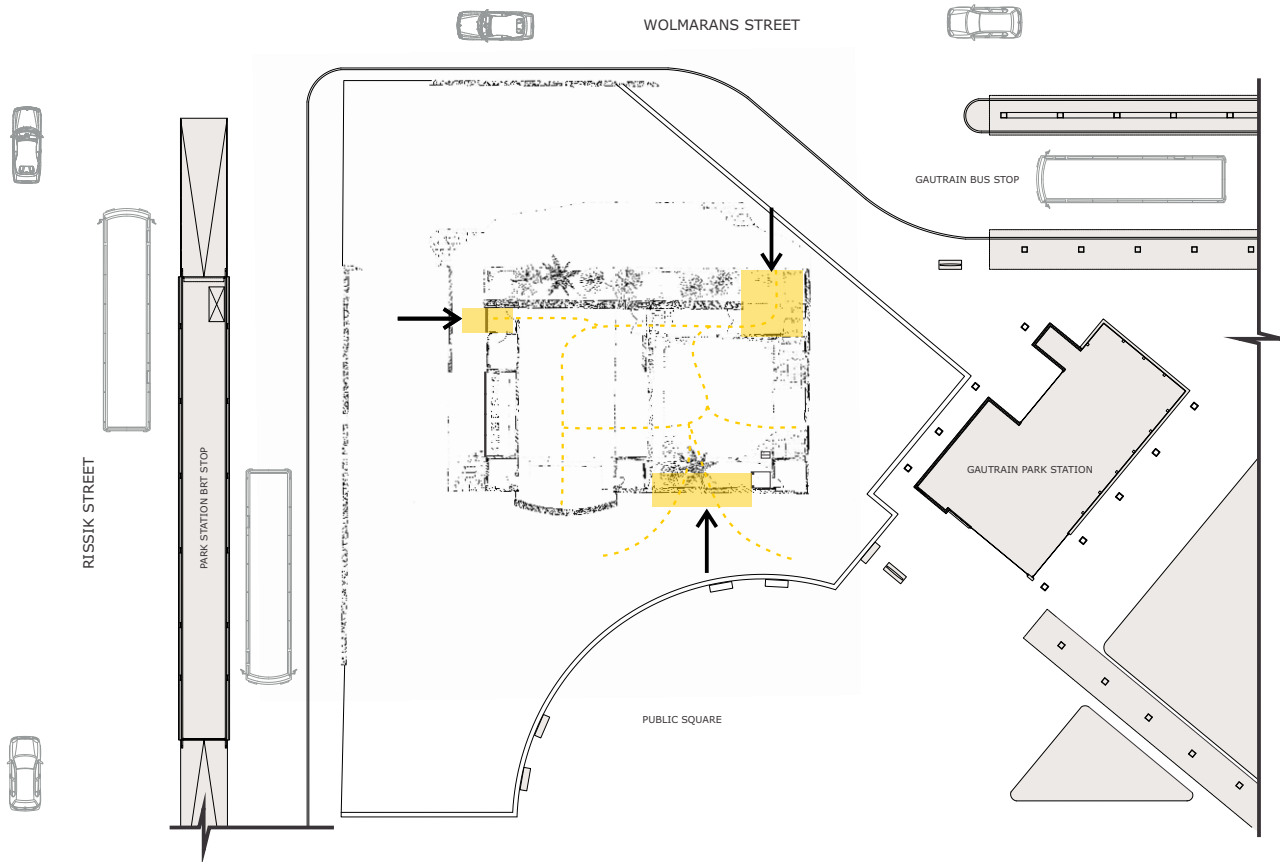 WOLMARANS STREET
GAUTRAIN BUS STOP
RISSIK STREET
PARK STATION BRT STOP
GAUTRAIN PARK STATION
PUBLIC SQUARE